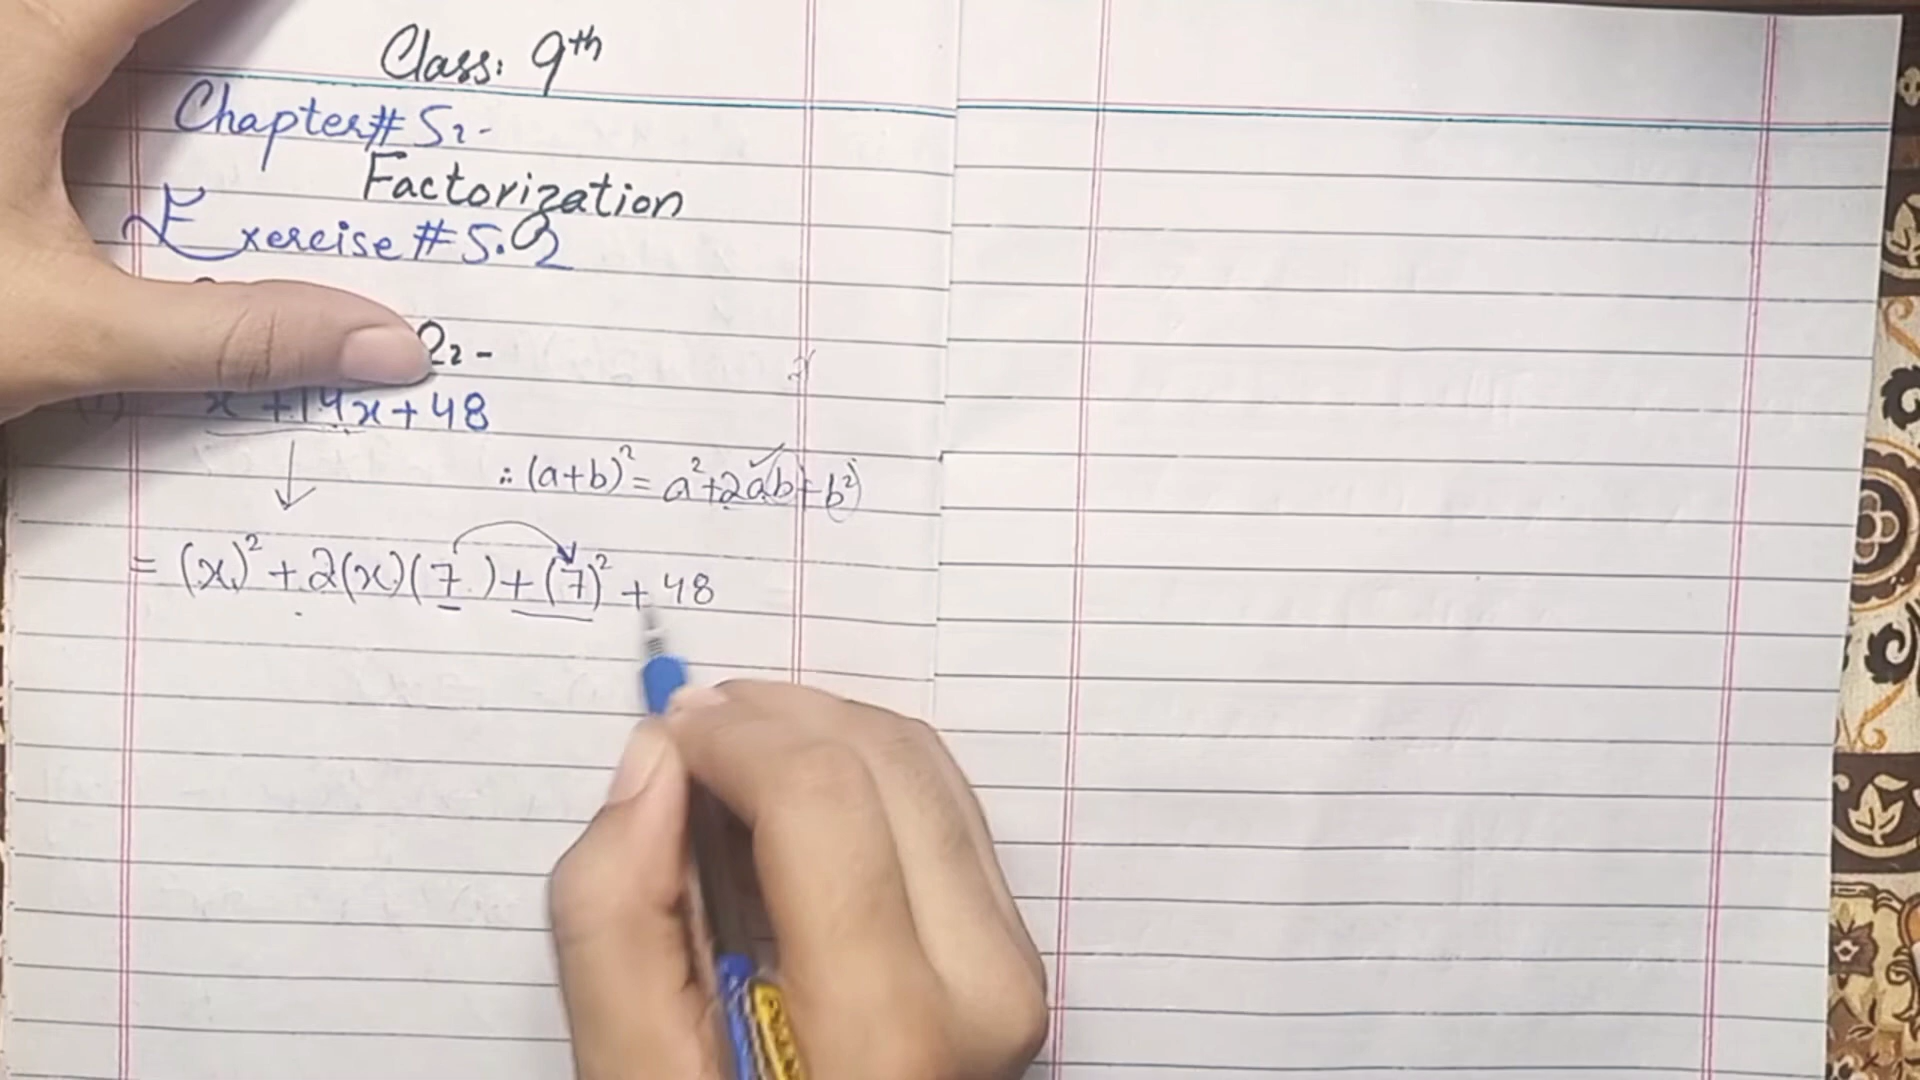 Class: 9th
Chapter# 5:-
Factorization
Exercise # 5.2
2:-
x +14x+48
∴ (a+b)² = a²+2ab+b²
= (x)² + 2(x)(7 )+(7)² + 48